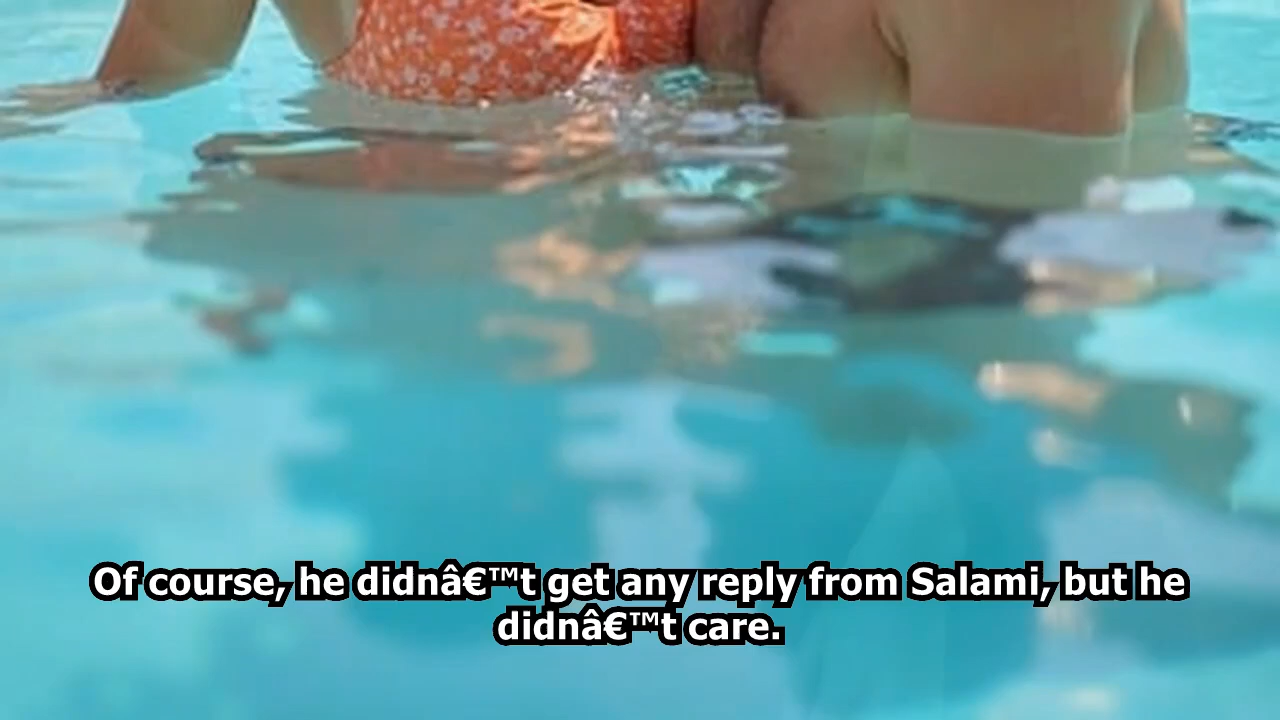 Of course, he didnâ€™t get any reply from Salami, but he
didnâ€™t care.